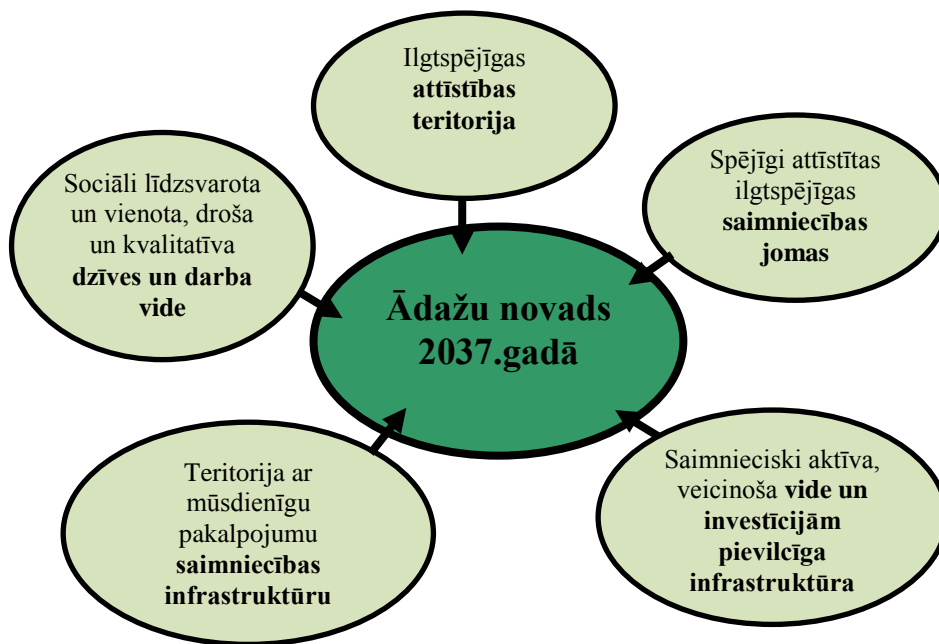 Ilgtspējīgas
attīstības
teritorija
Sociāli līdzsvarota
un vienota, droša
un kvalitatīva
dzīves un darba
vide
Spējīgi attīstītas
ilgtspējīgas
saimniecības
jomas
Ādažu novads
2037.gadā
Teritorija ar
mūsdienīgu
pakalpojumu
saimniecības
infrastruktūru
Saimnieciski aktīva,
veicinoša vide un
investīcijām
pievilcīga
infrastruktūra